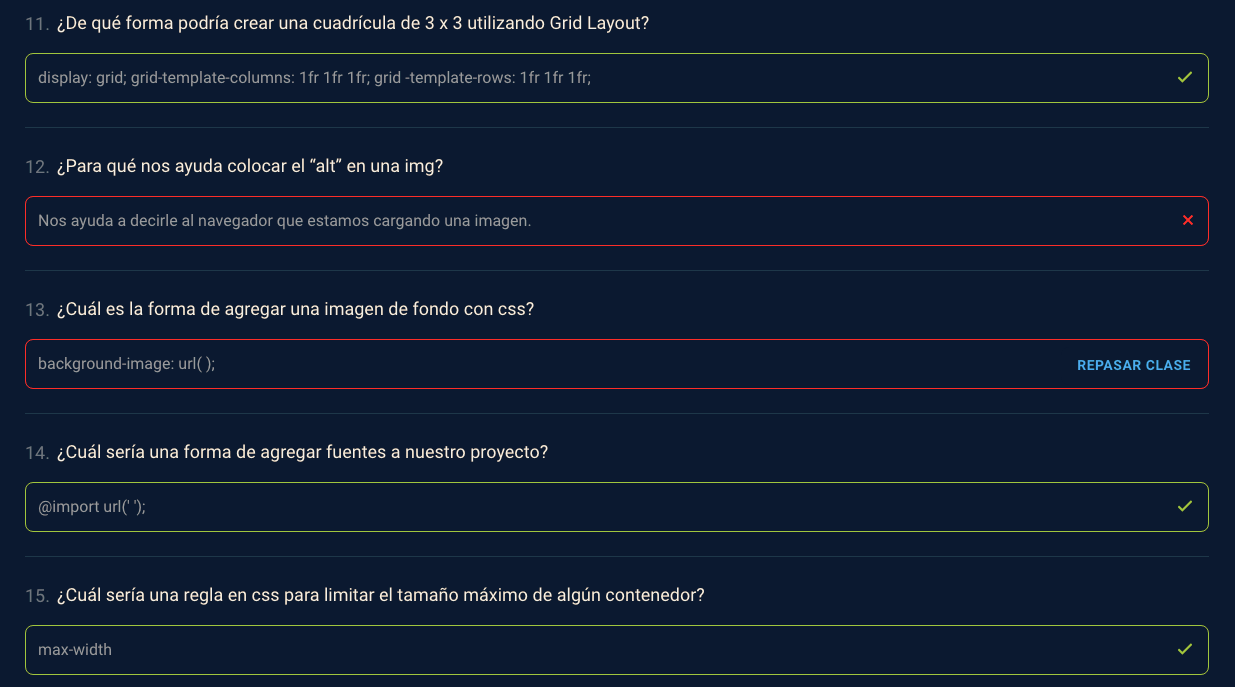 11. ¿De qué forma podría crear una cuadrícula de 3 x 3 utilizando Grid Layout?
display: grid; grid-template-columns: 1fr 1fr 1fr; grid -template-rows: 1fr 1fr 1fr;
12. ¿Para qué nos ayuda colocar el “alt” en una img?
Nos ayuda a decirle al navegador que estamos cargando una imagen.
13. ¿Cuál es la forma de agregar una imagen de fondo con css?
background-image: url( ); REPASAR CLASE
14. ¿Cuál sería una forma de agregar fuentes a nuestro proyecto?
@import url(' ');
15. ¿Cuál sería una regla en css para limitar el tamaño máximo de algún contenedor?
max-width